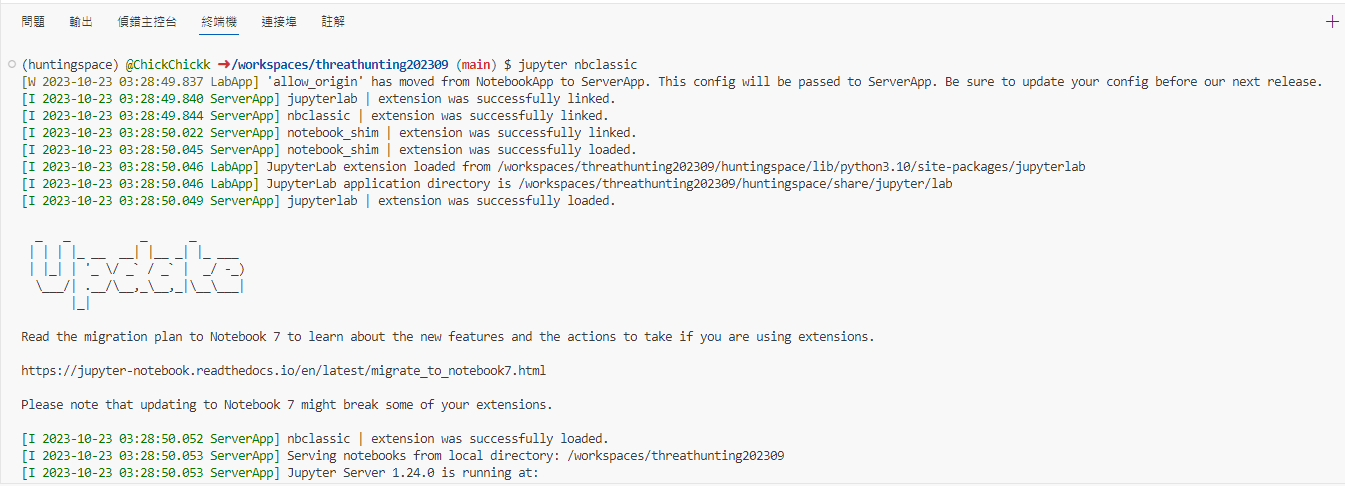 問題 輸出 偵錯主控台 終端機 連接埠 註解
(huntingspace) @ChickChickk ➜/workspaces/threathunting202309 (main) $ jupyter nbclassic
[W 2023-10-23 03:28:49.837 LabApp] 'allow_origin' has moved from NotebookApp to ServerApp. This config will be passed to ServerApp. Be sure to update your config before our next release.
[I 2023-10-23 03:28:49.840 ServerApp] jupyterlab | extension was successfully linked.
[I 2023-10-23 03:28:49.844 ServerApp] nbclassic | extension was successfully linked.
[I 2023-10-23 03:28:50.022 ServerApp] notebook_shim | extension was successfully linked.
[I 2023-10-23 03:28:50.045 ServerApp] notebook_shim | extension was successfully loaded.
[I 2023-10-23 03:28:50.046 LabApp] JupyterLab extension loaded from /workspaces/threathunting202309/huntingspace/lib/python3.10/site-packages/jupyterlab
[I 2023-10-23 03:28:50.046 LabApp] JupyterLab application directory is /workspaces/threathunting202309/huntingspace/share/jupyter/lab
[I 2023-10-23 03:28:50.049 ServerApp] jupyterlab | extension was successfully loaded.
Update
Read the migration plan to Notebook 7 to learn about the new features and the actions to take if you are using extensions.
https://jupyter-notebook.readthedocs.io/en/latest/migrate_to_notebook7.html
Please note that updating to Notebook 7 might break some of your extensions.
[I 2023-10-23 03:28:50.052 ServerApp] nbclassic | extension was successfully loaded.
[I 2023-10-23 03:28:50.053 ServerApp] Serving notebooks from local directory: /workspaces/threathunting202309
[I 2023-10-23 03:28:50.053 ServerApp] Jupyter Server 1.24.0 is running at: